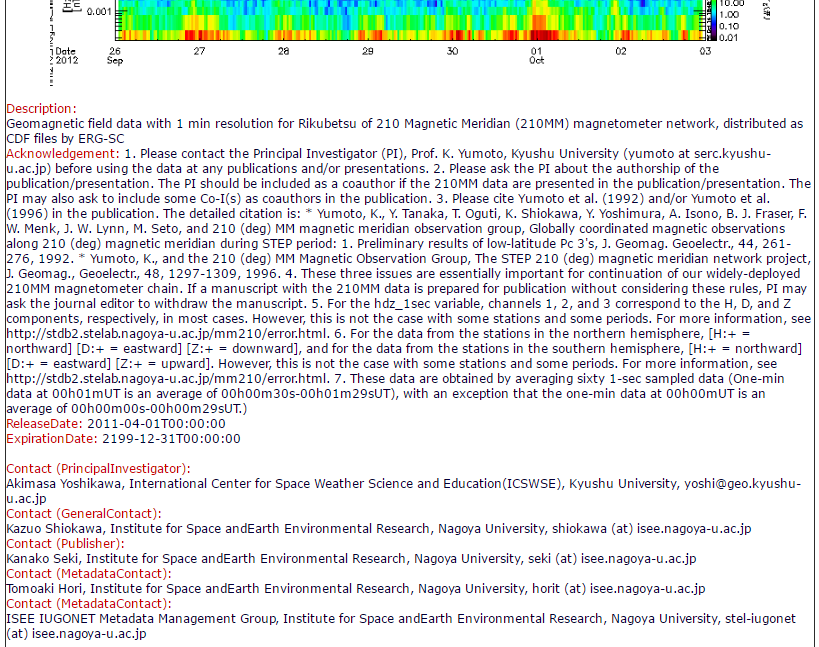 0.001
10.00
1.00
0.10
0.01
Date 26 27 28 29 30 01 02 03
2012 Sep Oct
Description:
Geomagnetic field data with 1 min resolution for Rikubetsu of 210 Magnetic Meridian (210MM) magnetometer network, distributed as
CDF files by ERG-SC
Acknowledgement: 1. Please contact the Principal Investigator (PI), Prof. K. Yumoto, Kyushu University (yumoto at serc.kyushu-
u.ac.jp) before using the data at any publications and/or presentations. 2. Please ask the PI about the authorship of the
publication/presentation. The PI should be included as a coauthor if the 210MM data are presented in the publication/presentation. The
PI may also ask to include some Co-I(s) as coauthors in the publication. 3. Please cite Yumoto et al. (1992) and/or Yumoto et al.
(1996) in the publication. The detailed citation is: * Yumoto, K., Y. Tanaka, T. Oguti, K. Shiokawa, Y. Yoshimura, A. Isono, B. J. Fraser, F.
W. Menk, J. W. Lynn, M. Seto, and 210 (deg) MM magnetic meridian observation group, Globally coordinated magnetic observations
along 210 (deg) magnetic meridian during STEP period: 1. Preliminary results of low-latitude Pc 3's, J. Geomag. Geoelectr., 44, 261-
276, 1992. * Yumoto, K., and the 210 (deg) MM Magnetic Observation Group, The STEP 210 (deg) magnetic meridian network project,
J. Geomag., Geoelectr., 48, 1297-1309, 1996. 4. These three issues are essentially important for continuation of our widely-deployed
210MM magnetometer chain. If a manuscript with the 210MM data is prepared for publication without considering these rules, PI may
ask the journal editor to withdraw the manuscript. 5. For the hdz_1sec variable, channels 1, 2, and 3 correspond to the H, D, and Z
components, respectively, in most cases. However, this is not the case with some stations and some periods. For more information, see
http://stdb2.stelab.nagoya-u.ac.jp/mm210/error.html. 6. For the data from the stations in the northern hemisphere, [H:+ =
northward] [D:+ = eastward] [Z:+ = downward], and for the data from the stations in the southern hemisphere, [H:+ = northward]
[D:+ = eastward] [Z:+ = upward]. However, this is not the case with some stations and some periods. For more information, see
http://stdb2.stelab.nagoya-u.ac.jp/mm210/error.html. 7. These data are obtained by averaging sixty 1-sec sampled data (One-min
data at 00h01mUT is an average of 00h00m30s-00h01m29sUT), with an exception that the one-min data at 00h00mUT is an
average of 00h00m00s-00h00m29sUT.)
ReleaseDate: 2011-04-01T00:00:00
ExpirationDate: 2199-12-31T00:00:00
Contact (PrincipalInvestigator):
Akimasa Yoshikawa, International Center for Space Weather Science and Education(ICSWSE), Kyushu University, yoshi@geo.kyushu-
u.ac.jp
Contact (GeneralContact):
Kazuo Shiokawa, Institute for Space andEarth Environmental Research, Nagoya University, shiokawa (at) isee.nagoya-u.ac.jp
Contact (Publisher):
Kanako Seki, Institute for Space andEarth Environmental Research, Nagoya University, seki (at) isee.nagoya-u.ac.jp
Contact (MetadataContact):
Tomoaki Hori, Institute for Space andEarth Environmental Research, Nagoya University, horit (at) isee.nagoya-u.ac.jp
Contact (MetadataContact):
ISEE IUGONET Metadata Management Group, Institute for Space andEarth Environmental Research, Nagoya University, stel-iugonet
(at) isee.nagoya-u.ac.jp